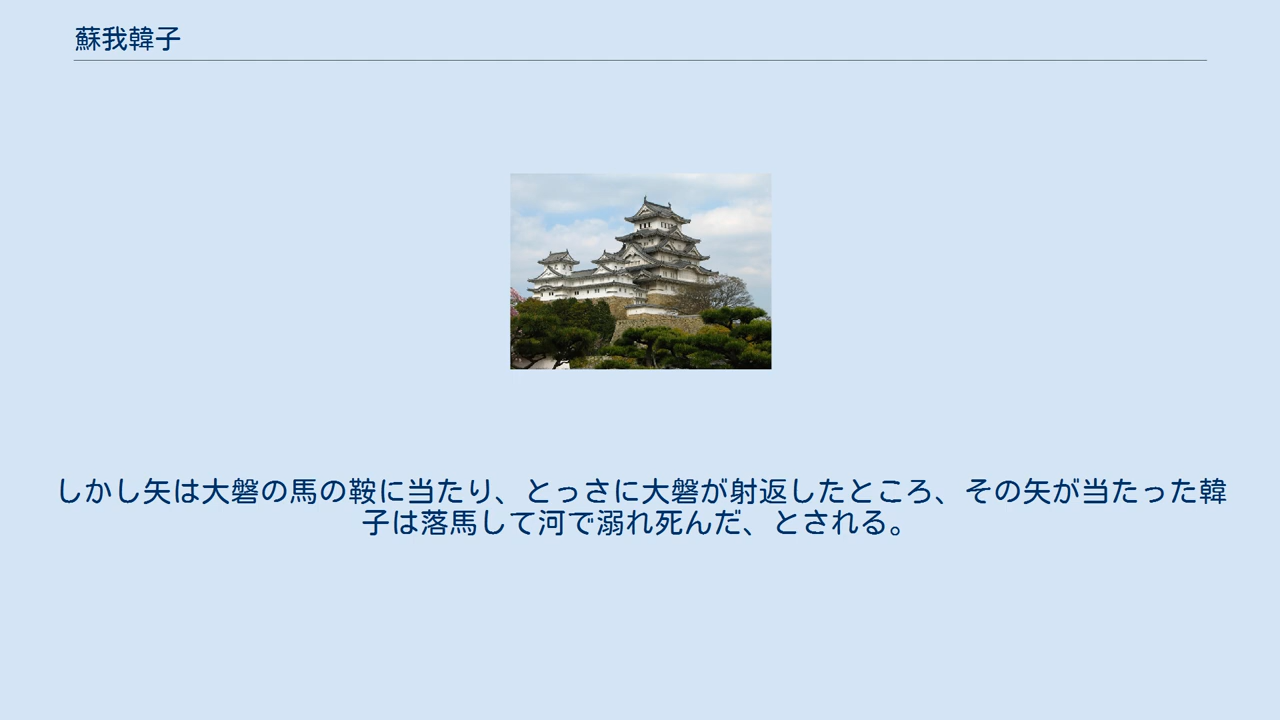 蘇我韓子
しかし矢は大磐の馬の鞍に当たり、とっさに大磐が射返したところ、その矢が当たった韓
子は落馬して河で溺れ死んだ、とされる。